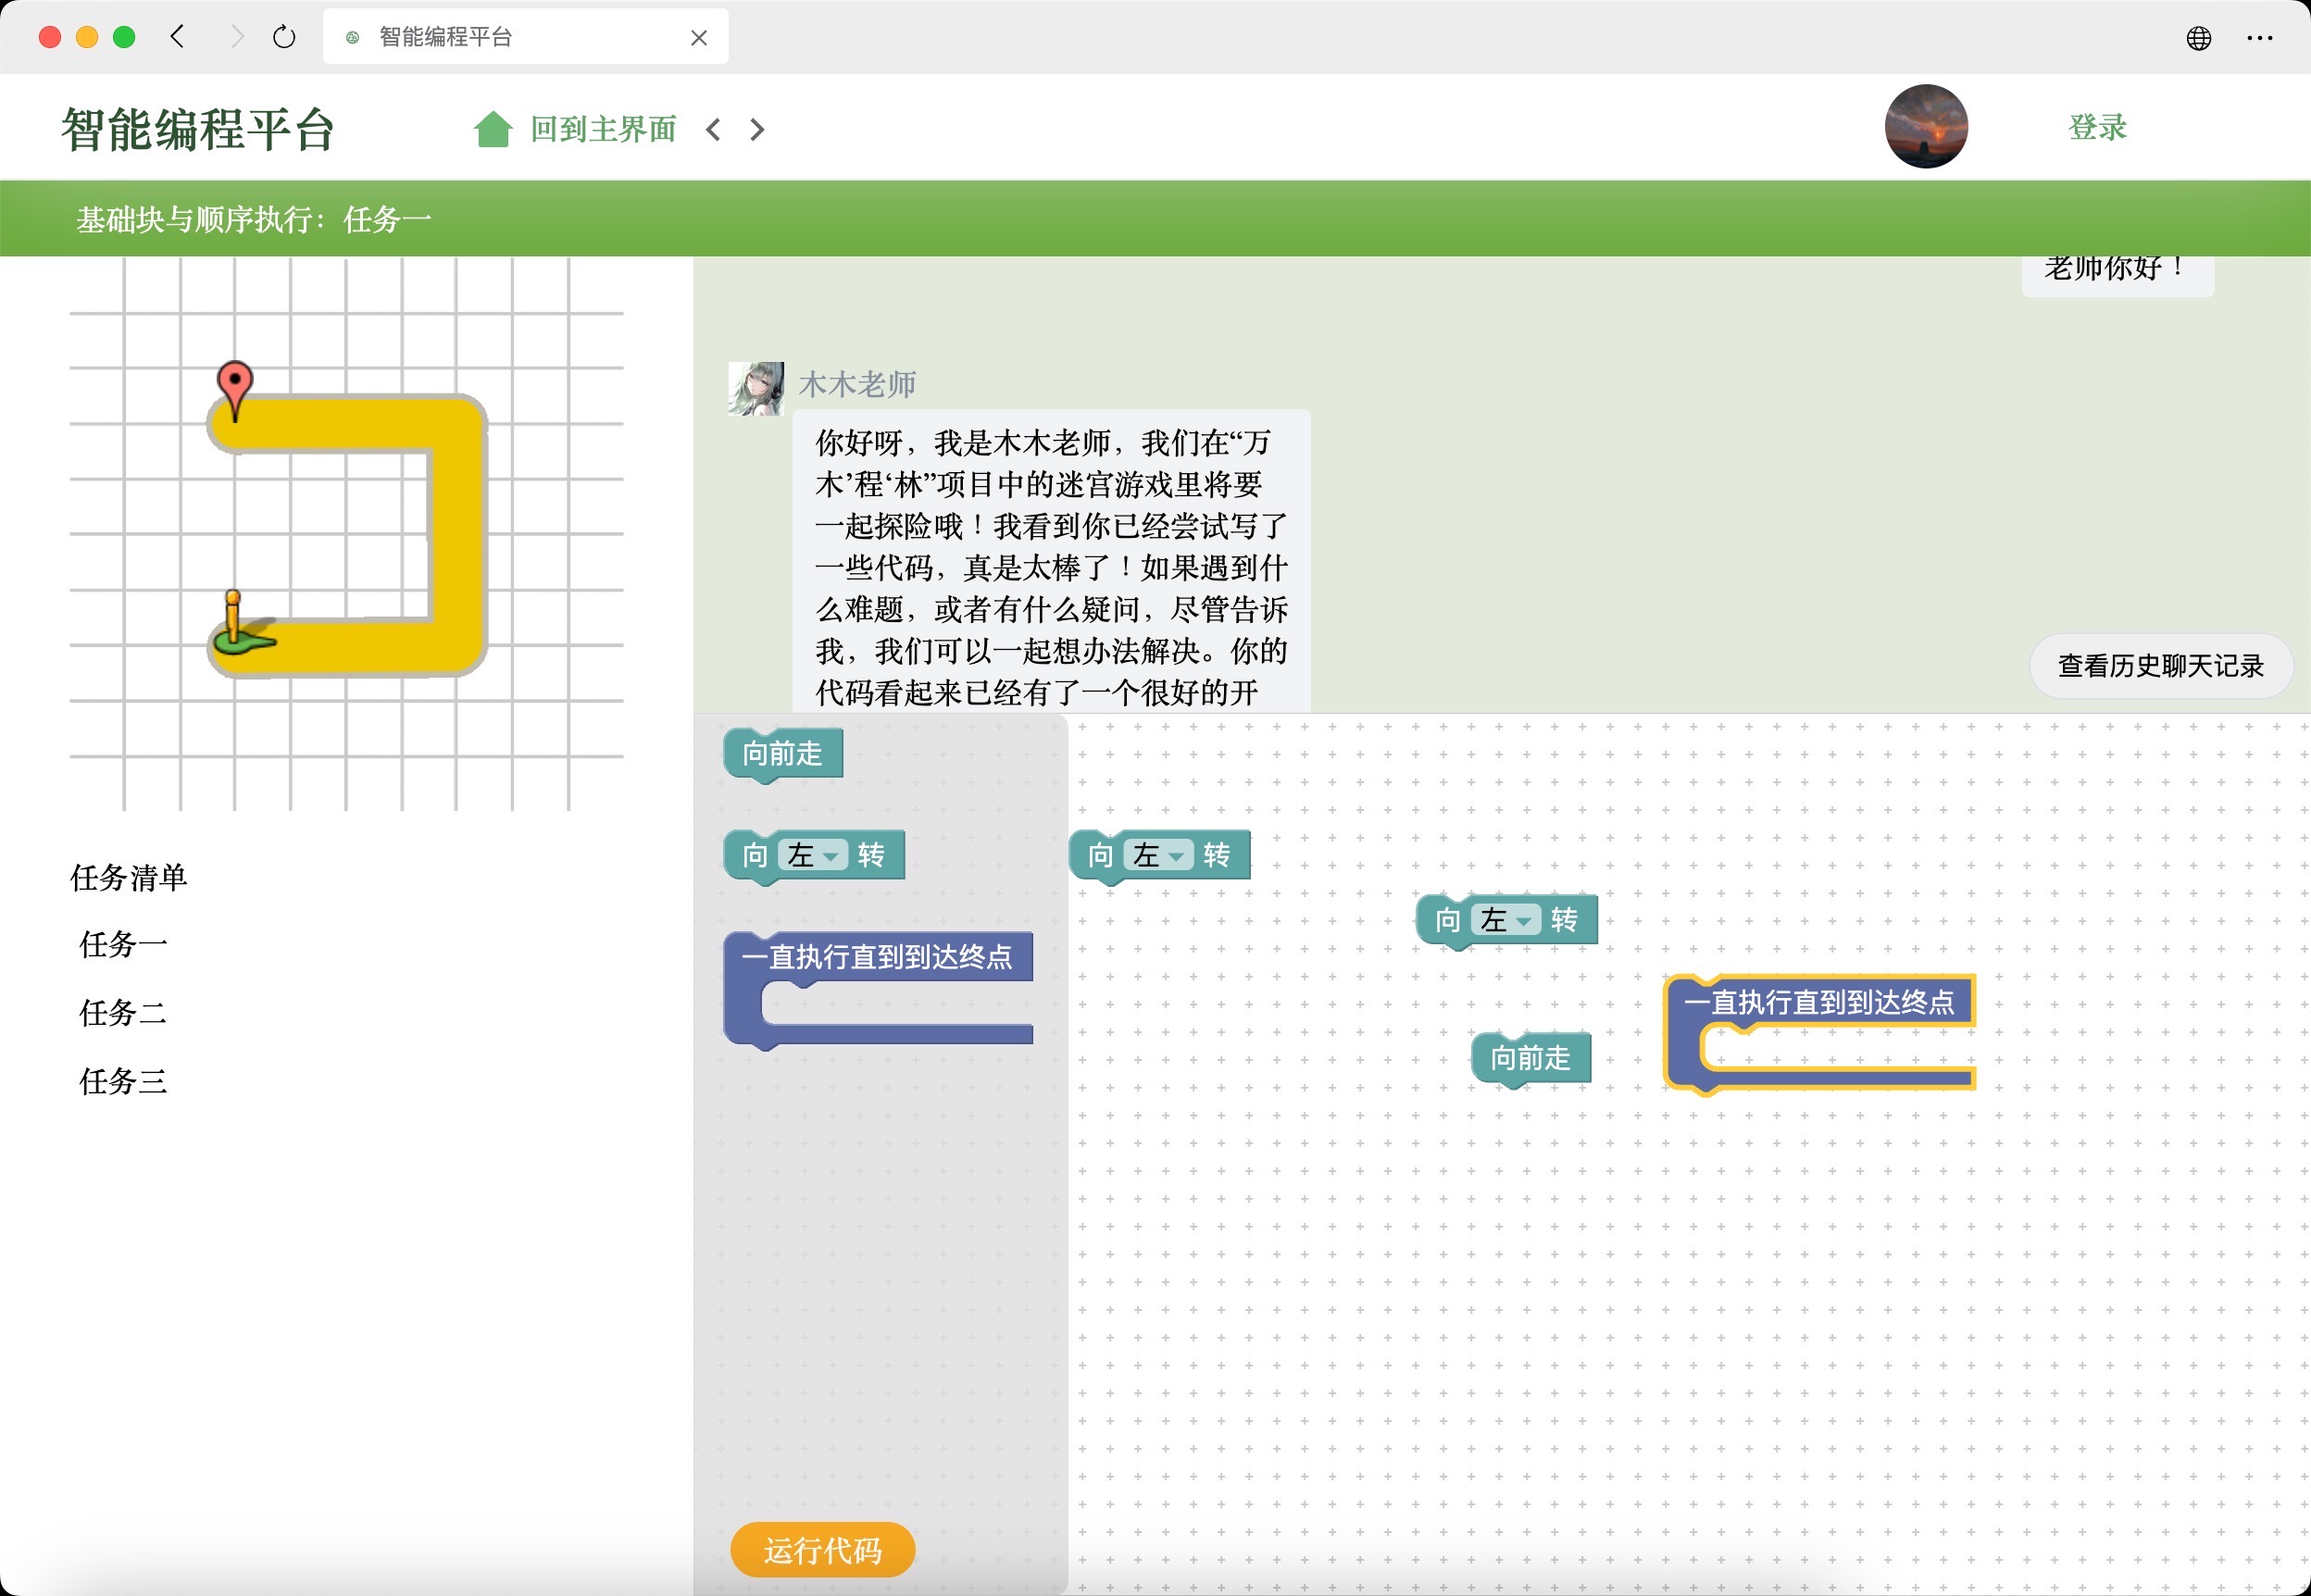 智能编程平台
智能编程平台
回到主界面
登录
基础块与顺序执行：任务一
老师你好！
木木老师
你好呀，我是木木老师，我们在“万
木’程‘林”项目中的迷宫游戏里将要
一起探险哦！我看到你已经尝试写了
一些代码，真是太棒了！如果遇到什
么难题，或者有什么疑问，尽管告诉
我，我们可以一起想办法解决。你的
代码看起来已经有了一个很好的开
查看历史聊天记录
任务清单
任务一
任务二
任务三
向前走
向 左 转
一直执行直到到达终点
向 左 转
向 左 转
向前走
一直执行直到到达终点
运行代码